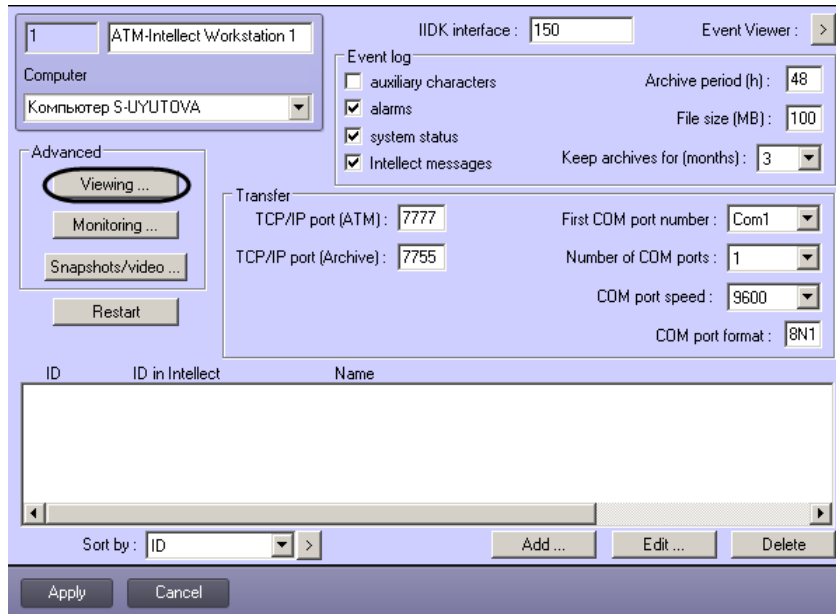 1 ATM-Intellect Workstation 1
IIDK interface : 150
Event Viewer : >
Computer
Компьютер S-UYUTOVA
Event log
auxiliary characters
alarms
system status
Intellect messages
Archive period (h) : 48
File size (MB) : 100
Keep archives for (months) : 3
Advanced
Viewing ...
Monitoring ...
Snapshots/video ...
Restart
Transfer
TCP/IP port (ATM) : 7777
TCP/IP port (Archive) : 7755
First COM port number : Com1
Number of COM ports : 1
COM port speed : 9600
COM port format : 8N1
ID ID in Intellect Name
Sort by : ID >
Add ... Edit ... Delete
Apply Cancel